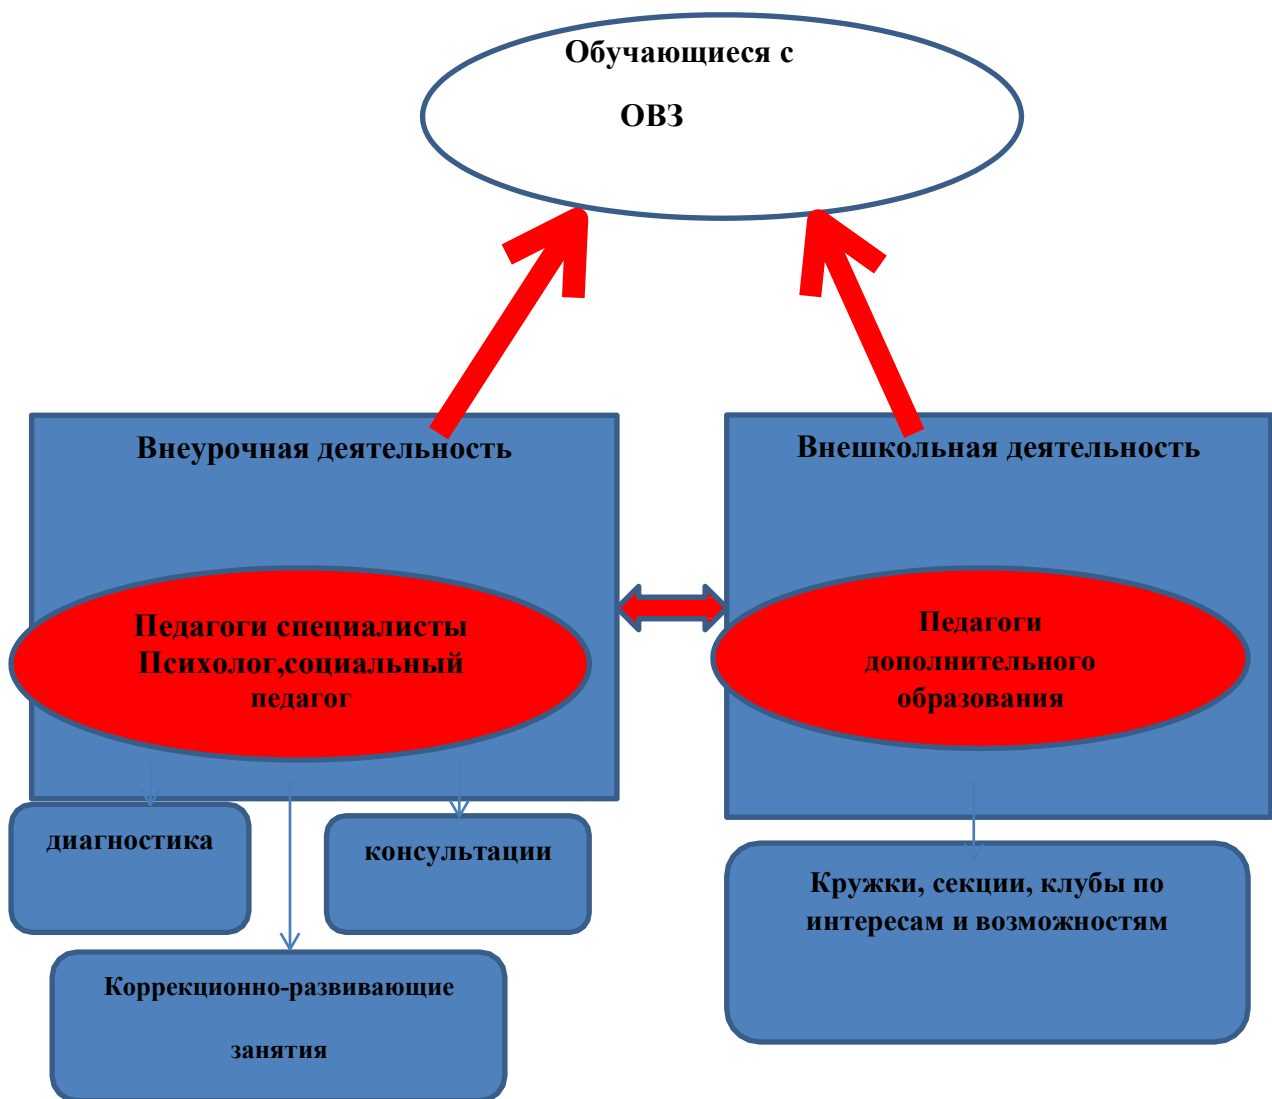 Обучающиеся с
ОВЗ
Внеурочная деятельность
Внешкольная деятельность
Педагоги специалисты
Психолог,социальный
педагог
Педагоги
дополнительного
образования
диагностика
консультации
Кружки, секции, клубы по
интересам и возможностям
Коррекционно-развивающие
занятия